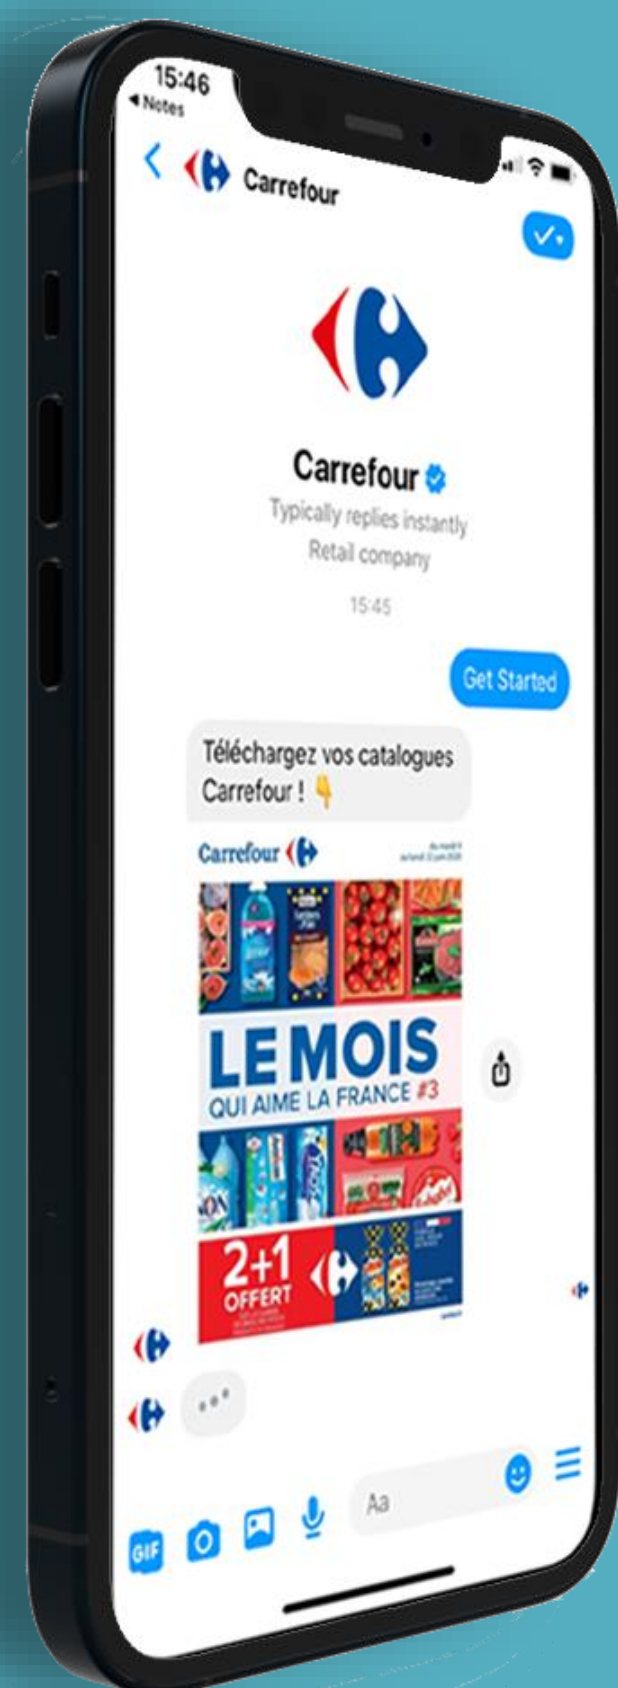 15:46
◀ Notes
Carrefour
Carrefour
Typically replies instantly
Retail company
15:45
Get Started
Téléchargez vos catalogues
Carrefour ! 👇
Carrefour
LE MOIS
QUI AIME LA FRANCE #3
2+1
OFFERT
GIF
Aa